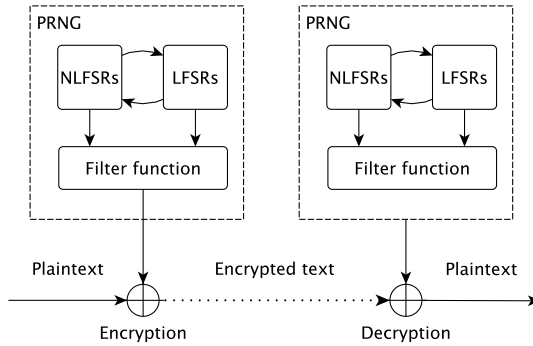 PRNG
NLFSRs
LFSRs
Filter function
PRNG
NLFSRs
LFSRs
Filter function
Plaintext
Encrypted text
Plaintext
Encryption
Decryption